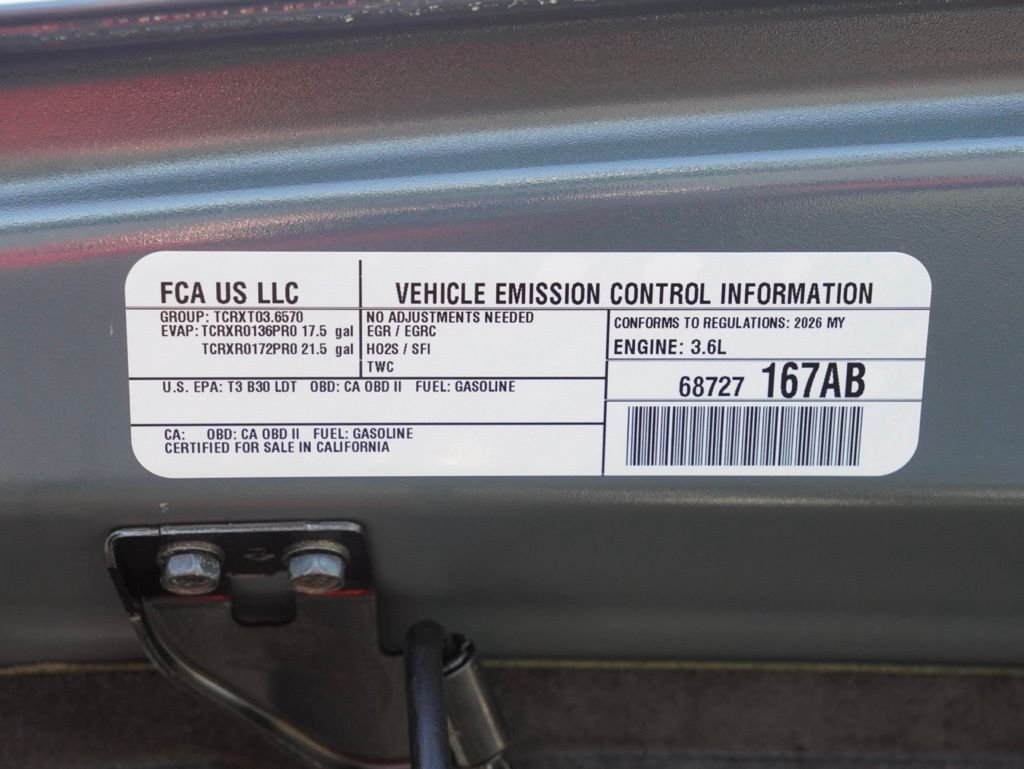 FCA US LLC
VEHICLE EMISSION CONTROL INFORMATION
GROUP: TCRXT03.6570
EVAP: TCRXR0136PR0 17.5 gal
TCRXR0172PR0 21.5 gal
NO ADJUSTMENTS NEEDED
EGR / EGRC
HO2S / SFI
TWC
CONFORMS TO REGULATIONS: 2026 MY
ENGINE: 3.6L
U.S. EPA: T3 B30 LDT OBD: CA OBD II FUEL: GASOLINE
68727 167AB
CA: OBD: CA OBD II FUEL: GASOLINE
CERTIFIED FOR SALE IN CALIFORNIA